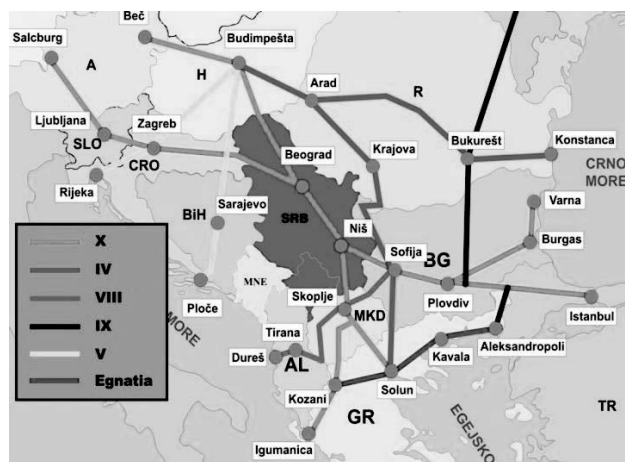 Beč
Salcburg
Budimpešta
A
H
Arad
R
Ljubljana
Zagreb
SLO
CRO
Bukurešt
Konstanca
Beograd
Krajova
CRNO
MORE
Rijeka
BiH
Sarajevo
SRB
Varna
Niš
Sofija
BG
Burgas
MNE
Ploče
Skoplje
Plovdiv
MKD
Istanbul
MORE
Tirana
Dureš
AL
Kavala
Aleksandropoli
Kozani
Solun
GR
TR
Igumanica
EGEJSKO
X
IV
VIII
IX
V
Egnatia